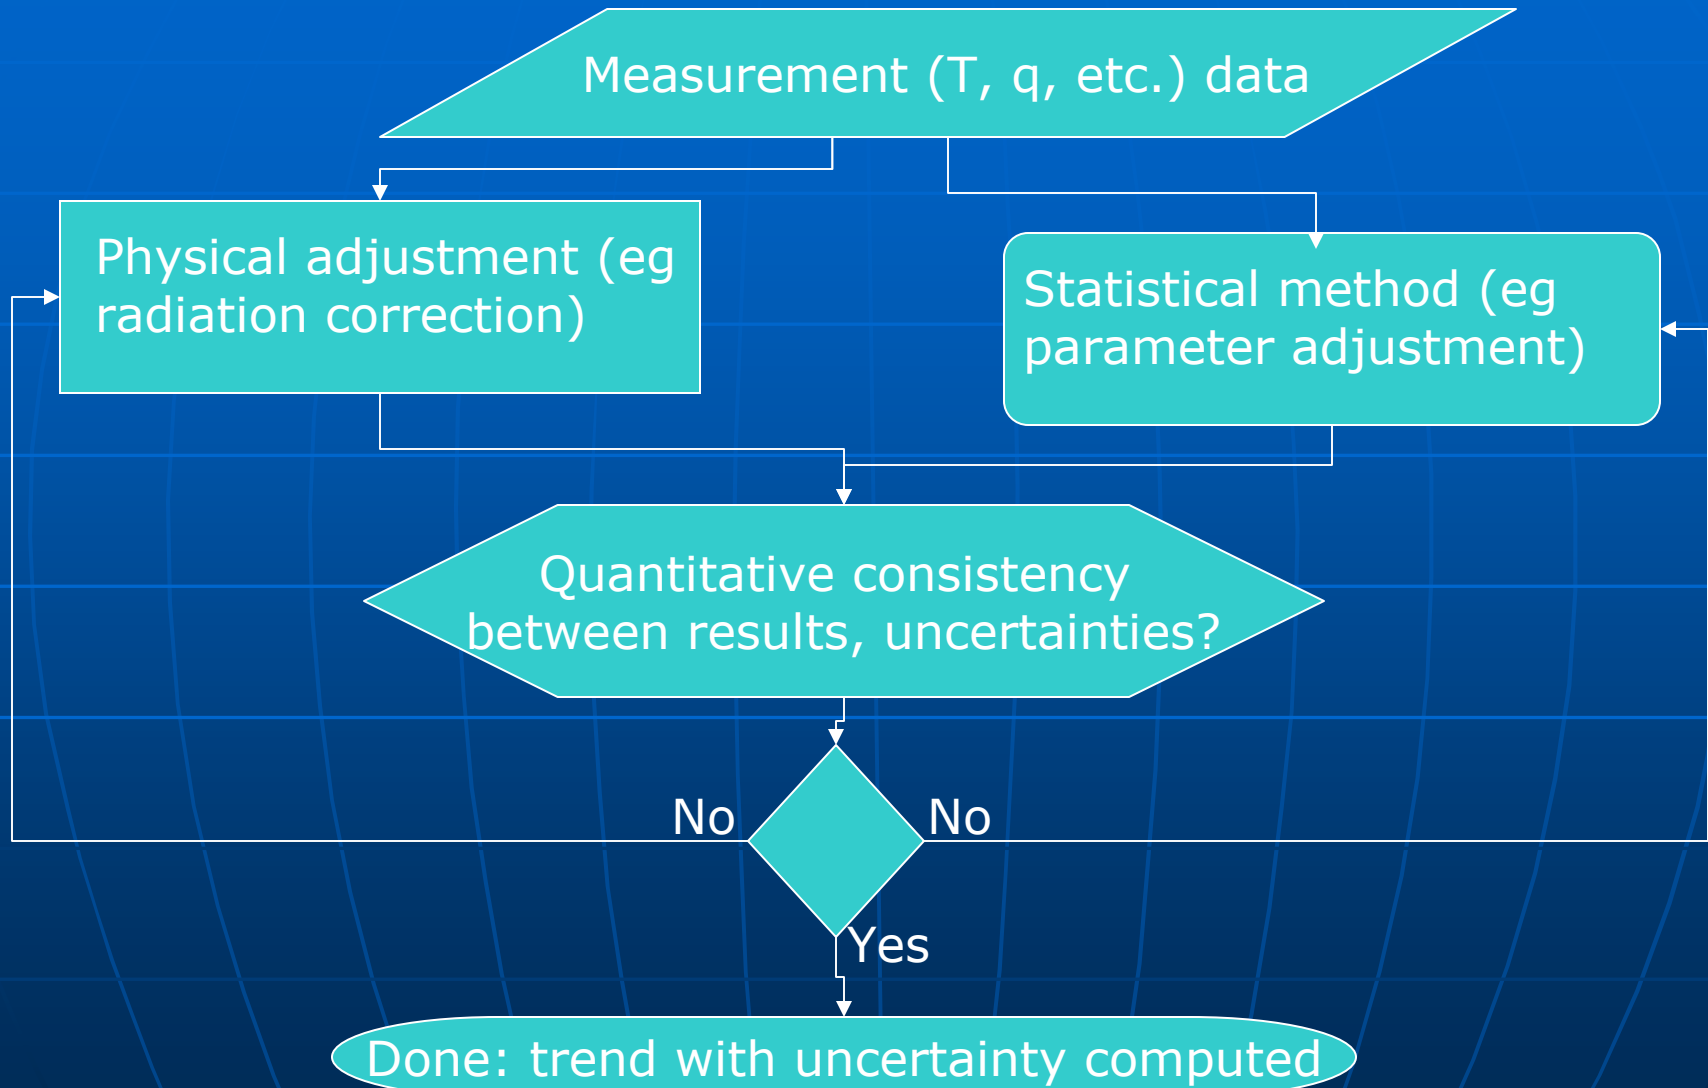 Measurement (T, q, etc.) data
Physical adjustment (eg
radiation correction)
Statistical method (eg
parameter adjustment)
Quantitative consistency
between results, uncertainties?
No
No
Yes
Done: trend with uncertainty computed